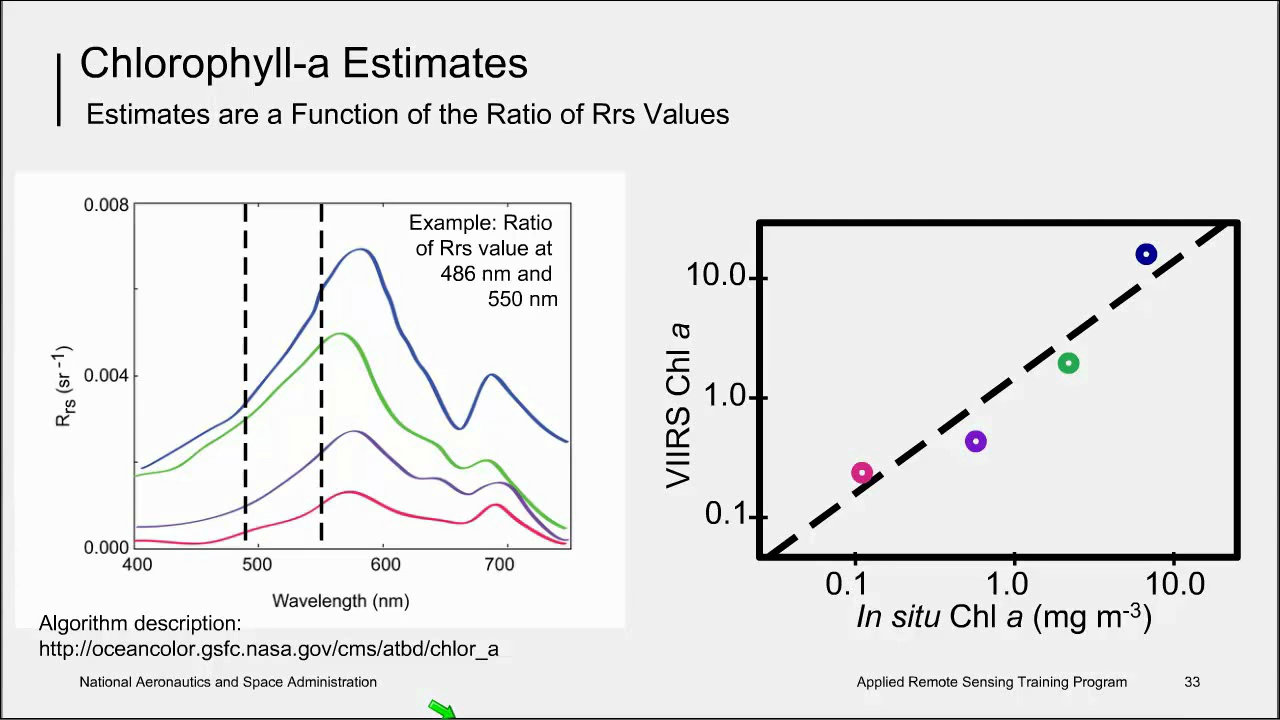 Chlorophyll-a Estimates
Estimates are a Function of the Ratio of Rrs Values
0.008
0.004
0.000
Rrs (sr -1)
400
500
600
700
Wavelength (nm)
Example: Ratio
of Rrs value at
486 nm and
550 nm
10.0
1.0
0.1
VIIRS Chl a
0.1
1.0
10.0
In situ Chl a (mg m-3)
Algorithm description:
http://oceancolor.gsfc.nasa.gov/cms/atbd/chlor_a
National Aeronautics and Space Administration
Applied Remote Sensing Training Program
33